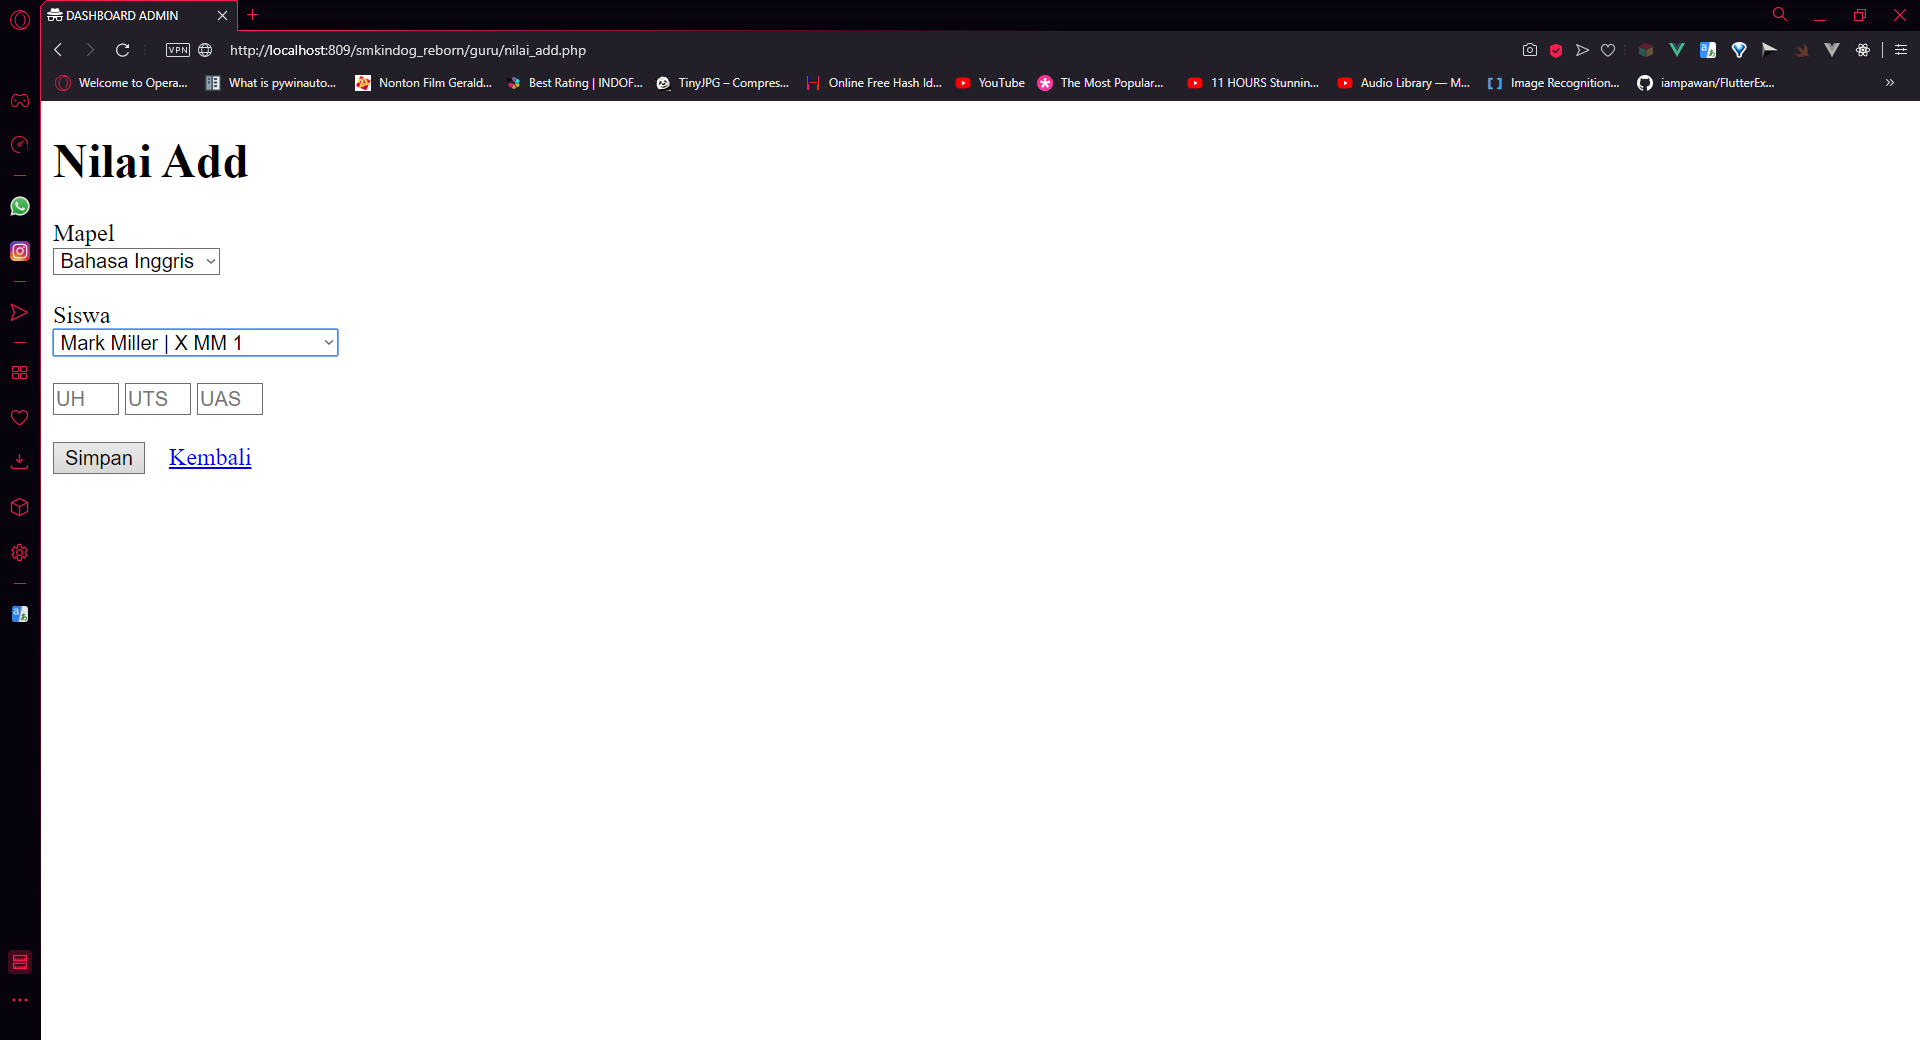 DASHBOARD ADMIN
VPN http://localhost:809/smkindog_reborn/guru/nilai_add.php
Welcome to Opera... What is pywinauto... Nonton Film Gerald... Best Rating | INDOF... TinyJPG – Compres... Online Free Hash Id... YouTube The Most Popular... 11 HOURS Stunnin... Audio Library — M... Image Recognition... iampawan/FlutterEx... »
Nilai Add
Mapel
Bahasa Inggris
Siswa
Mark Miller | X MM 1
UH UTS UAS
Simpan Kembali